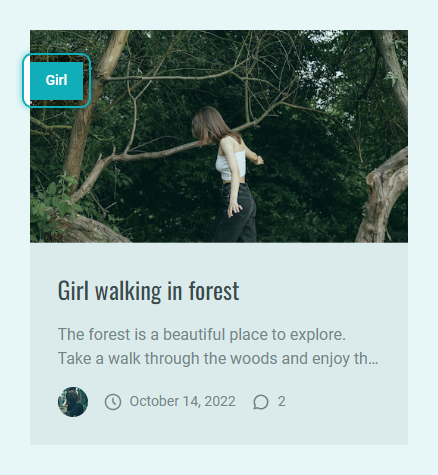 Girl
Girl walking in forest
The forest is a beautiful place to explore.
Take a walk through the woods and enjoy th...
October 14, 2022 2